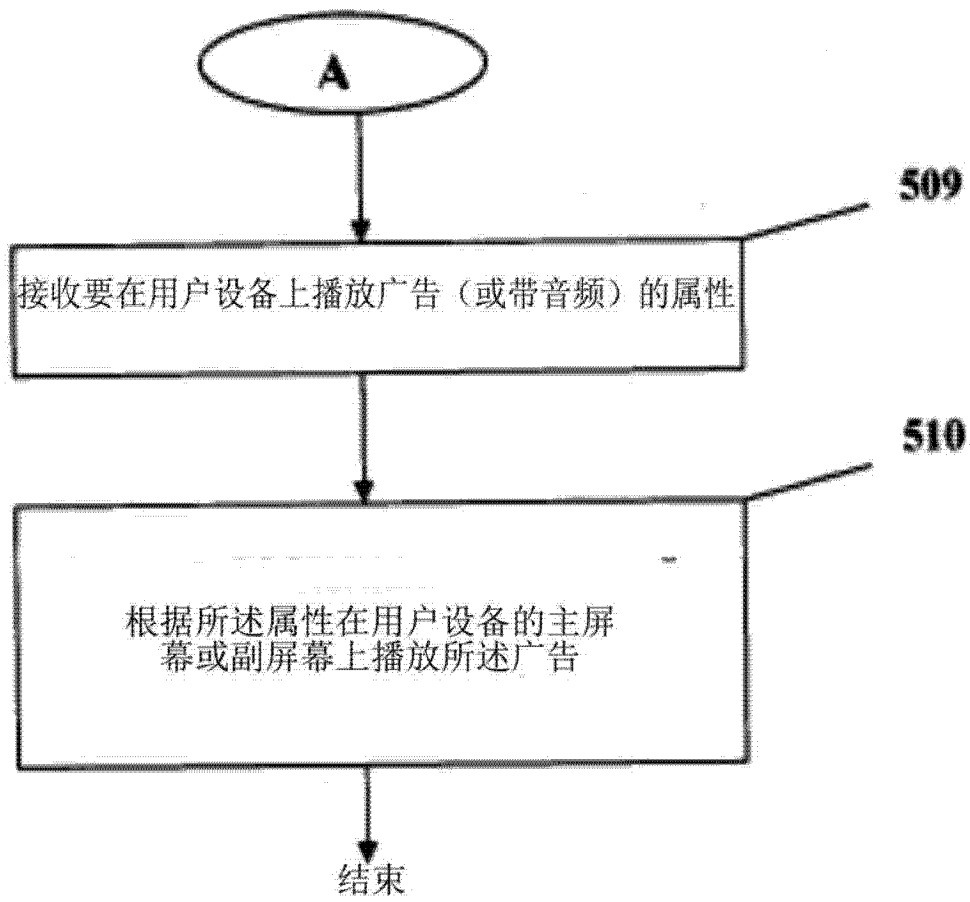 A
509
接收要在用户设备上播放广告（或带音频）的属性
510
根据所述属性在用户设备的主屏
幕或副屏幕上播放所述广告
结束